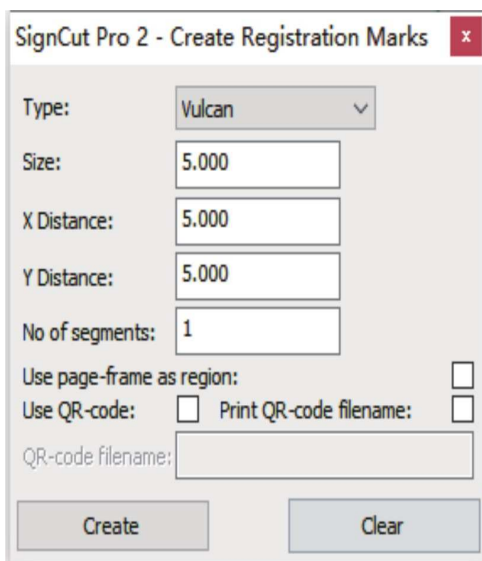 SignCut Pro 2 - Create Registration Marks x
Type: Vulcan
Size: 5.000
X Distance: 5.000
Y Distance: 5.000
No of segments: 1
Use page-frame as region:
Use QR-code: Print QR-code filename:
QR-code filename:
Create Clear